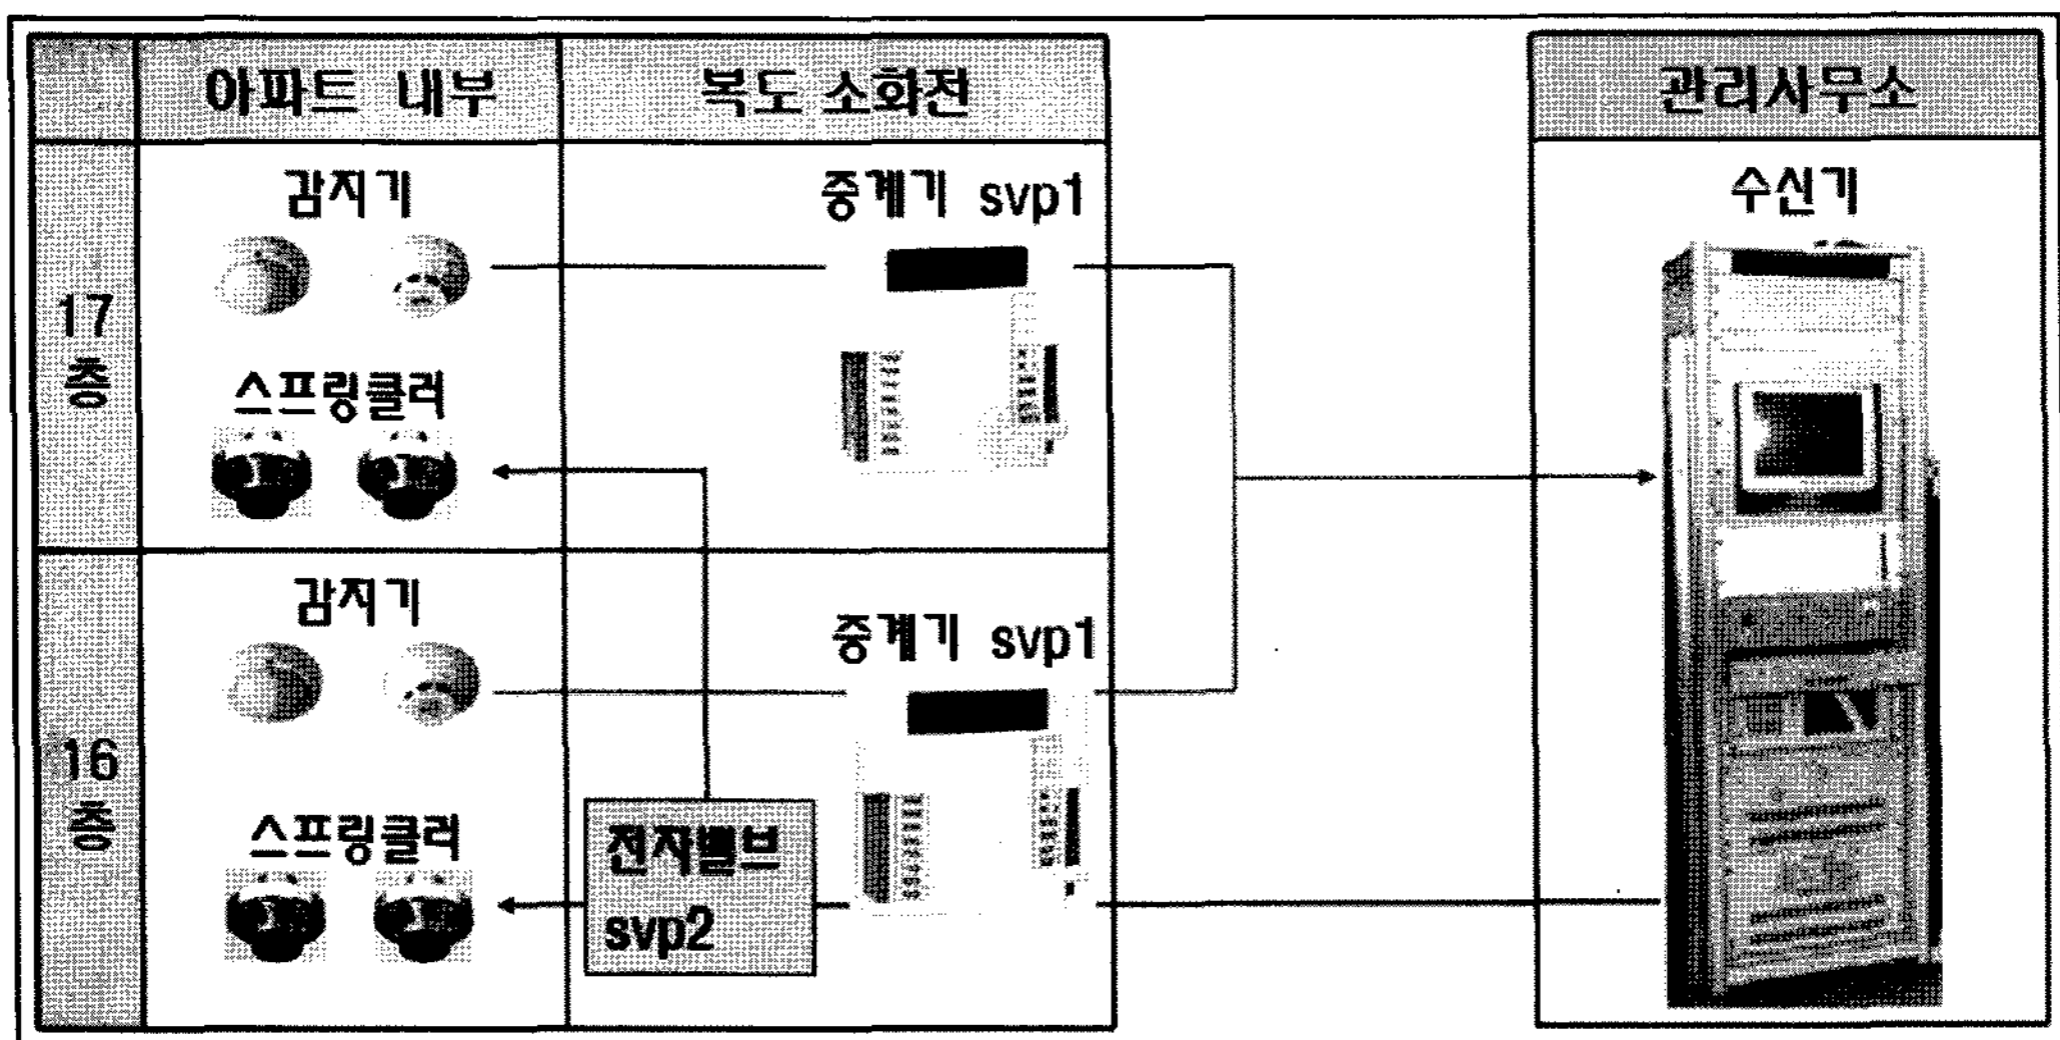 아파트 내부
복도 소화전
관리사무소
17
층
감지기
중계기 svp1
수신기
스프링클러
16
층
감지기
중계기 svp1
스프링클러
전자밸브
svp2